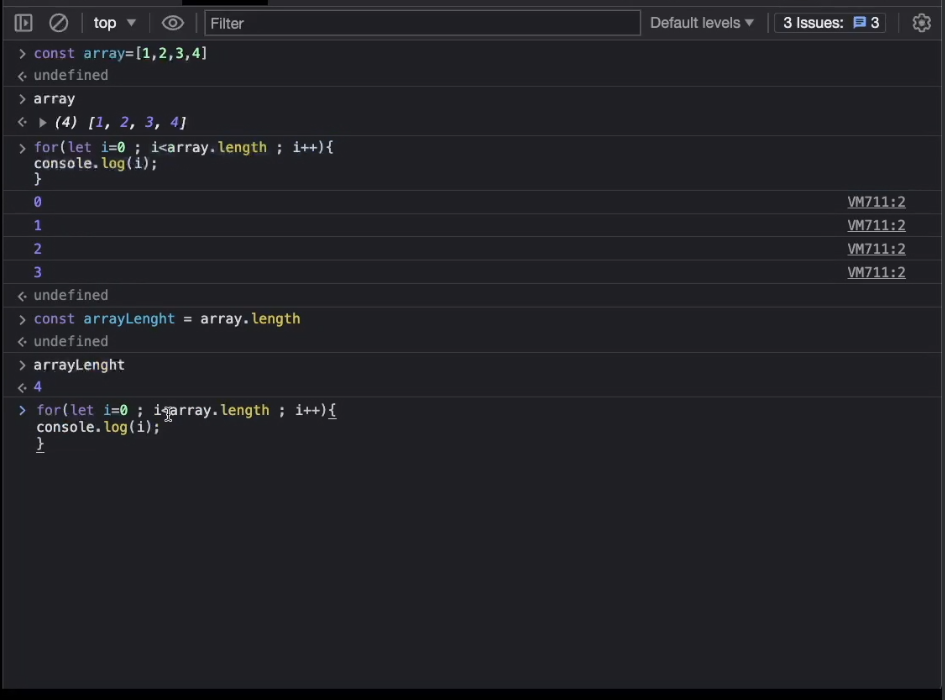 top Filter Default levels 3 Issues: 3
const array=[1,2,3,4]
undefined
array
(4) [1, 2, 3, 4]
for(let i=0 ; i<array.length ; i++){
console.log(i);
}
0 VM711:2
1 VM711:2
2 VM711:2
3 VM711:2
undefined
const arrayLenght = array.length
undefined
arrayLenght
4
for(let i=0 ; i<array.length ; i++){
console.log(i);
}